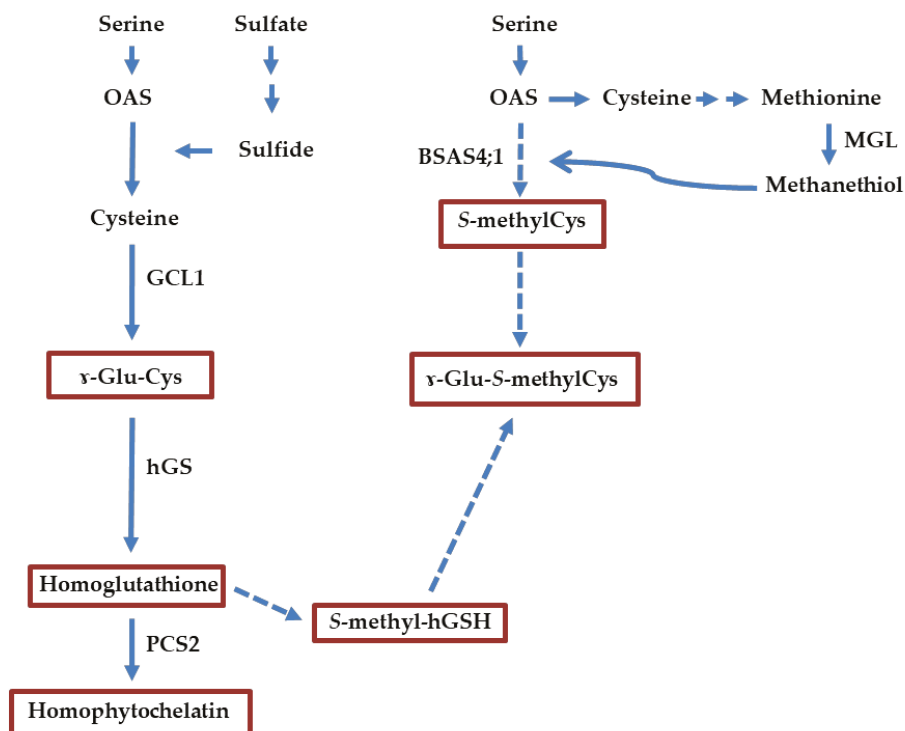 Serine
Sulfate
OAS
Sulfide
Cysteine
GCL1
ɤ-Glu-Cys
hGS
Homoglutathione
PCS2
Homophytochelatin
Serine
OAS
Cysteine
Methionine
MGL
BSAS4;1
Methanethiol
S-methylCys
ɤ-Glu-S-methylCys
S-methyl-hGSH